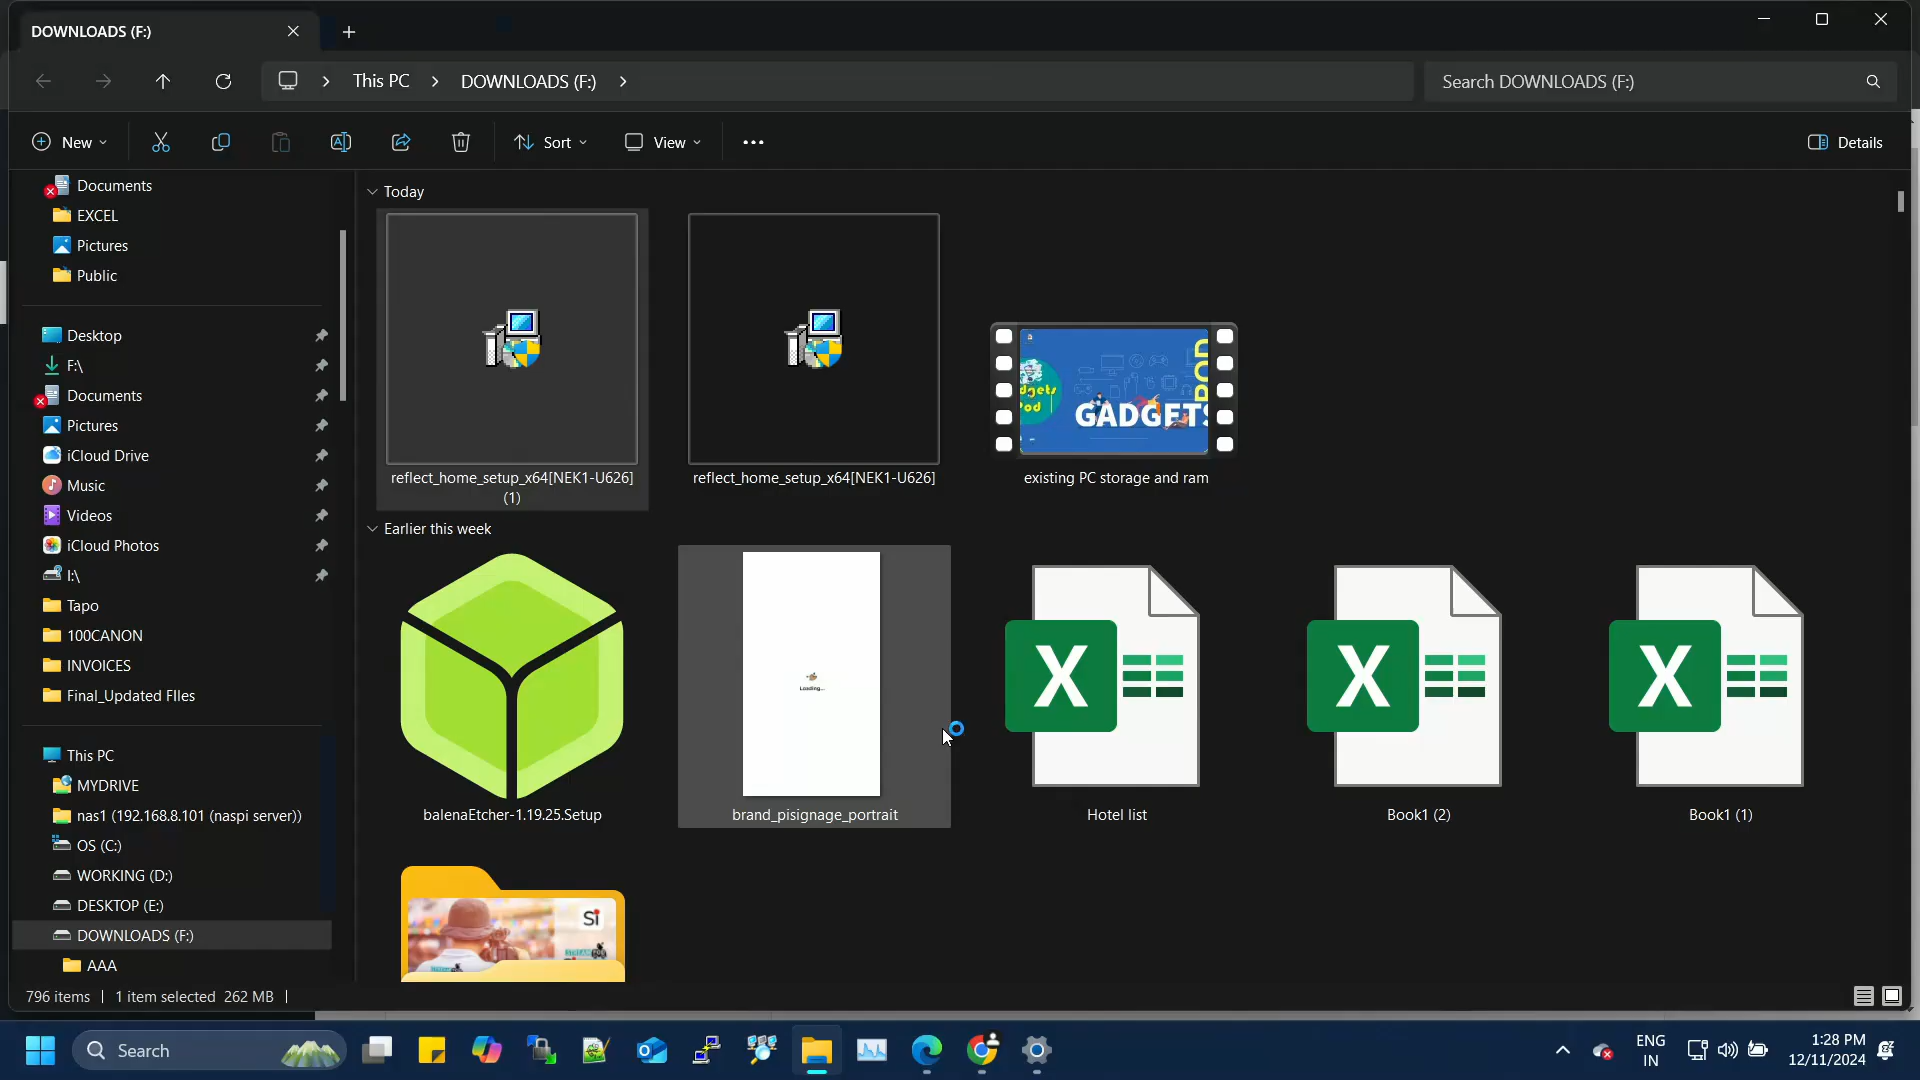 DOWNLOADS (F:)
This PC
DOWNLOADS (F:)
Search DOWNLOADS (F:)
New
Sort
View
Details
Documents
EXCEL
Pictures
Public
Desktop
F:\
Documents
Pictures
iCloud Drive
Music
Videos
iCloud Photos
I:\
Tapo
100CANON
INVOICES
Final_Updated FIles
This PC
MYDRIVE
nas1 (192.168.8.101 (naspi server))
OS (C:)
WORKING (D:)
DESKTOP (E:)
DOWNLOADS (F:)
AAA
Today
reflect_home_setup_x64[NEK1-U626]
(1)
reflect_home_setup_x64[NEK1-U626]
GADGETS
POD
existing PC storage and ram
Earlier this week
balenaEtcher-1.19.25.Setup
Loading...
brand_pisignage_portrait
Hotel list
Book1 (2)
Book1 (1)
Si
796 items
1 item selected 262 MB
Search
ENG
IN
1:28 PM
12/11/2024